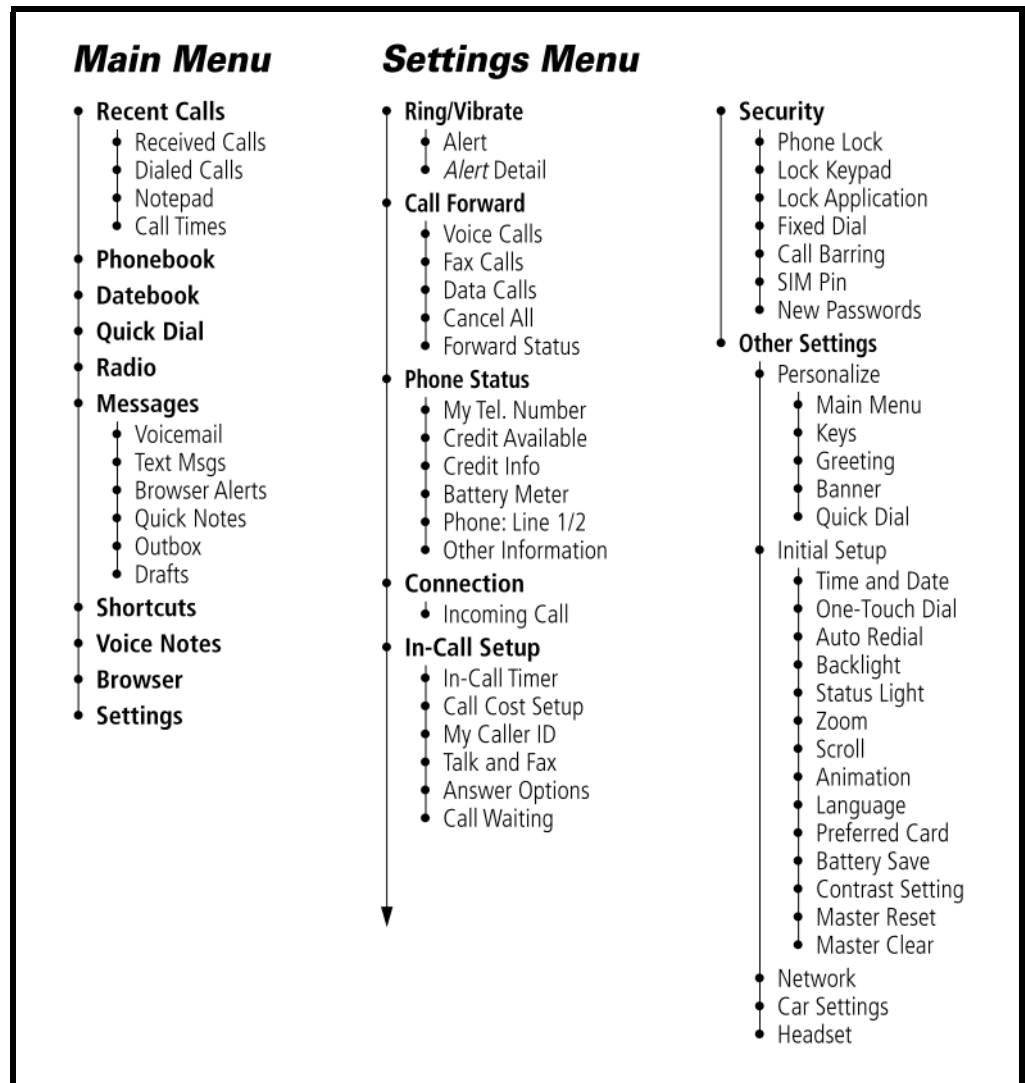 Main Menu
Recent Calls
Received Calls
Dialed Calls
Notepad
Call Times
Phonebook
Datebook
Quick Dial
Radio
Messages
Voicemail
Text Msgs
Browser Alerts
Quick Notes
Outbox
Drafts
Shortcuts
Voice Notes
Browser
Settings
Settings Menu
Ring/Vibrate
Alert
Alert Detail
Call Forward
Voice Calls
Fax Calls
Data Calls
Cancel All
Forward Status
Phone Status
My Tel. Number
Credit Available
Credit Info
Battery Meter
Phone: Line 1/2
Other Information
Connection
Incoming Call
In-Call Setup
In-Call Timer
Call Cost Setup
My Caller ID
Talk and Fax
Answer Options
Call Waiting
Security
Phone Lock
Lock Keypad
Lock Application
Fixed Dial
Call Barring
SIM Pin
New Passwords
Other Settings
Personalize
Main Menu
Keys
Greeting
Banner
Quick Dial
Initial Setup
Time and Date
One-Touch Dial
Auto Redial
Backlight
Status Light
Zoom
Scroll
Animation
Language
Preferred Card
Battery Save
Contrast Setting
Master Reset
Master Clear
Network
Car Settings
Headset